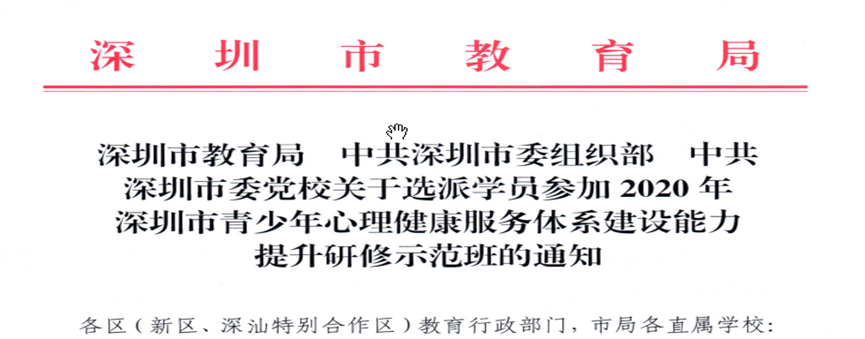 深圳市教育局
深圳市教育局 中共深圳市委组织部 中共
深圳市委党校关于选派学员参加2020年
深圳市青少年心理健康服务体系建设能力
提升研修示范班的通知
各区（新区、深汕特别合作区）教育行政部门，市局各直属学校：